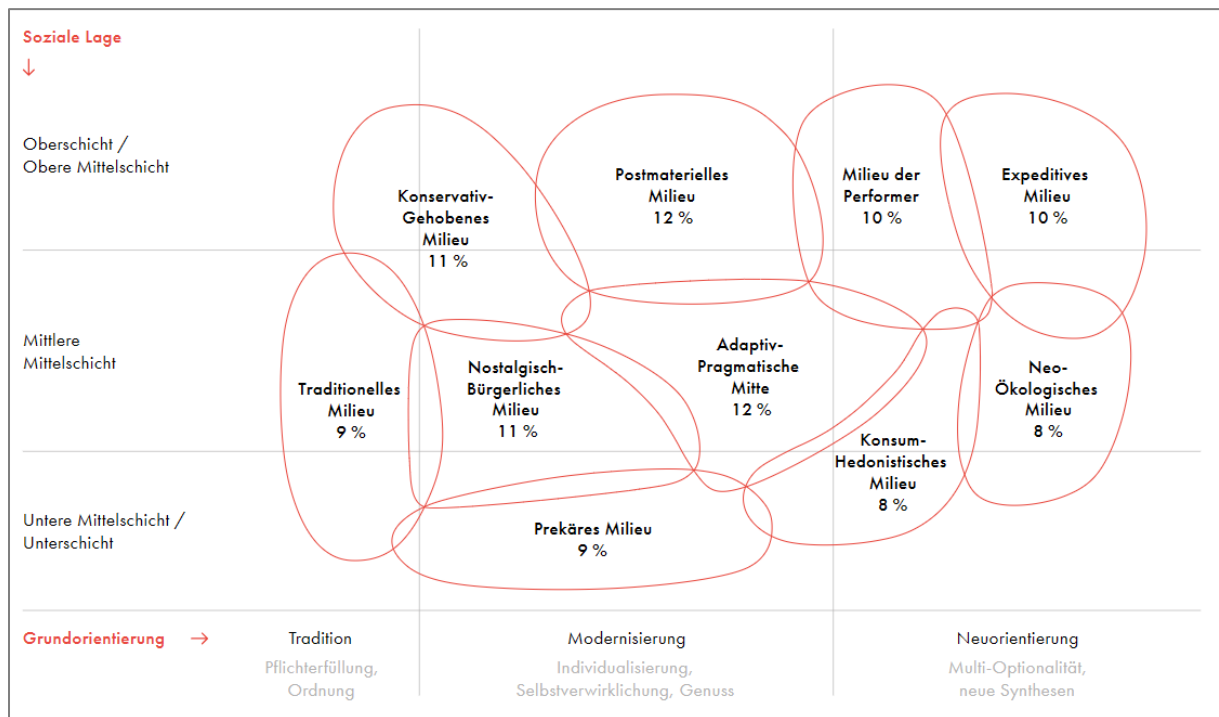 Soziale Lage
↓
Oberschicht /
Obere Mittelschicht
Mittlere
Mittelschicht
Untere Mittelschicht /
Unterschicht
Konservativ-
Gehobenes
Milieu
11 %
Postmaterielles
Milieu
12 %
Milieu der
Performer
10 %
Expeditives
Milieu
10 %
Traditionelles
Milieu
9 %
Nostalgisch-
Bürgerliches
Milieu
11 %
Adaptiv-
Pragmatische
Mitte
12 %
Konsum-
Hedonistisches
Milieu
8 %
Neo-
Ökologisches
Milieu
8 %
Prekäres Milieu
9 %
Grundorientierung →
Tradition
Pflichterfüllung,
Ordnung
Modernisierung
Individualisierung,
Selbstverwirklichung, Genuss
Neuorientierung
Multi-Optionalität,
neue Synthesen